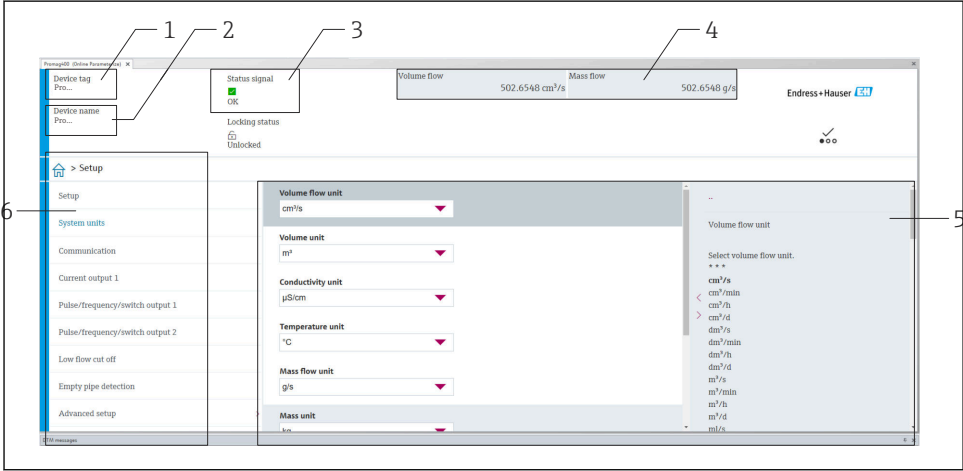 1
2
3
4
Promag400 (Online Parameterize)
Device tag
Pro...
Status signal
OK
Volume flow
502.6548 cm³/s
Mass flow
502.6548 g/s
Endress+Hauser EH
Device name
Pro...
Locking status
Unlocked
> Setup
6
5
Setup
System units
Communication
Current output 1
Pulse/frequency/switch output 1
Pulse/frequency/switch output 2
Low flow cut off
Empty pipe detection
Advanced setup
Volume flow unit
cm³/s
Volume unit
m³
Conductivity unit
µS/cm
Temperature unit
°C
Mass flow unit
g/s
Mass unit
kg
..
Volume flow unit
Select volume flow unit.
* * *
cm³/s
cm³/min
cm³/h
cm³/d
dm³/s
dm³/min
dm³/h
dm³/d
m³/s
m³/min
m³/h
m³/d
ml/s
DTM messages